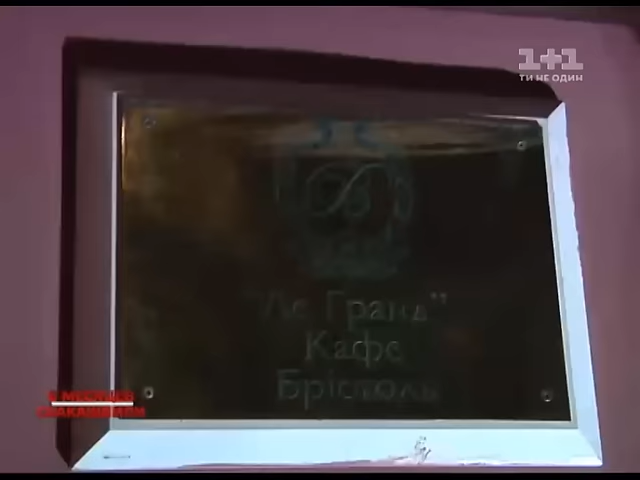 1+1
ТИ НЕ ОДИН
"Ле Гранд"
Кафе
Брістоль